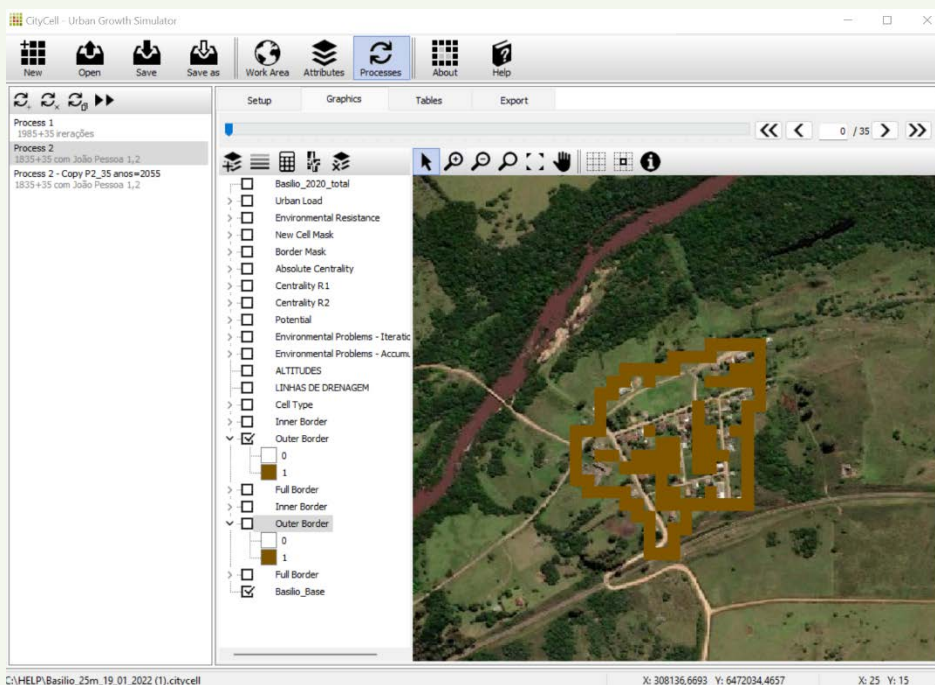 CityCell - Urban Growth Simulator
New
Open
Save
Save as
Work Area
Attributes
Processes
About
Help
Process 1
1985+35 irerações
Process 2
1835+35 com João Pessoa 1,2
Process 2 - Copy P2_35 anos=2055
1835+35 com João Pessoa 1,2
Setup
Graphics
Tables
Export
0 / 35
Basilio_2020_total
Urban Load
Environmental Resistance
New Cell Mask
Border Mask
Absolute Centrality
Centrality R1
Centrality R2
Potential
Environmental Problems - Iteratic
Environmental Problems - Accumu
ALTITUDES
LINHAS DE DRENAGEM
Cell Type
Inner Border
Outer Border
0
1
Full Border
Inner Border
Outer Border
0
1
Full Border
Basilio_Base
C:\HELP\Basilio_25m_19_01_2022 (1).citycell
X: 308136,6693 Y: 6472034,4657
X: 25 Y: 15